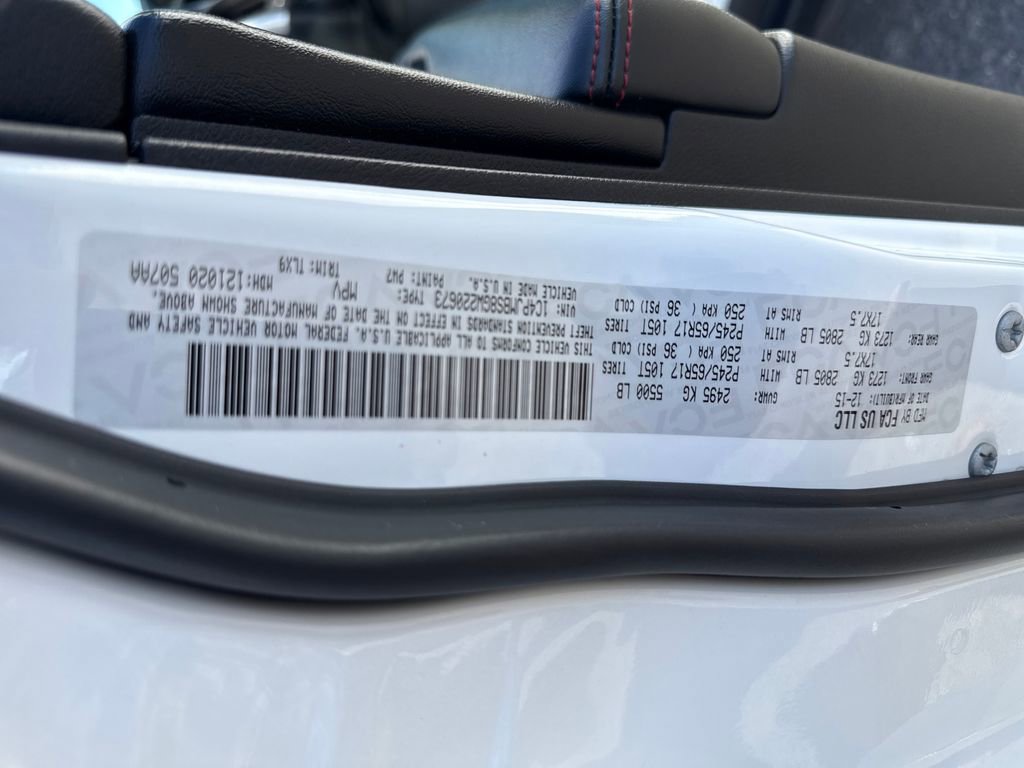 MFD BY FCA US LLC
DATE OF MFR(BUILT): 12-15 GVWR: 2495 KG 5500 LB
GAWR FRONT: WITH P245/65R17 105T TIRES
1273 KG 2805 LB RIMS AT 250 KPA ( 36 PSI) COLD
17X7.5
GAWR REAR: WITH P245/65R17 105T TIRES
1273 KG 2805 LB RIMS AT 250 KPA ( 36 PSI) COLD
17X7.5
THIS VEHICLE CONFORMS TO ALL APPLICABLE U.S.A. FEDERAL MOTOR VEHICLE SAFETY AND
THEFT PREVENTION STANDARDS IN EFFECT ON THE DATE OF MANUFACTURE SHOWN ABOVE.
VIN: 1C4PJMBS8GW220673 TYPE: MPV MDH: 121020 507AA
VEHICLE MADE IN U.S.A. PAINT: PW7 TRIM: TLX9